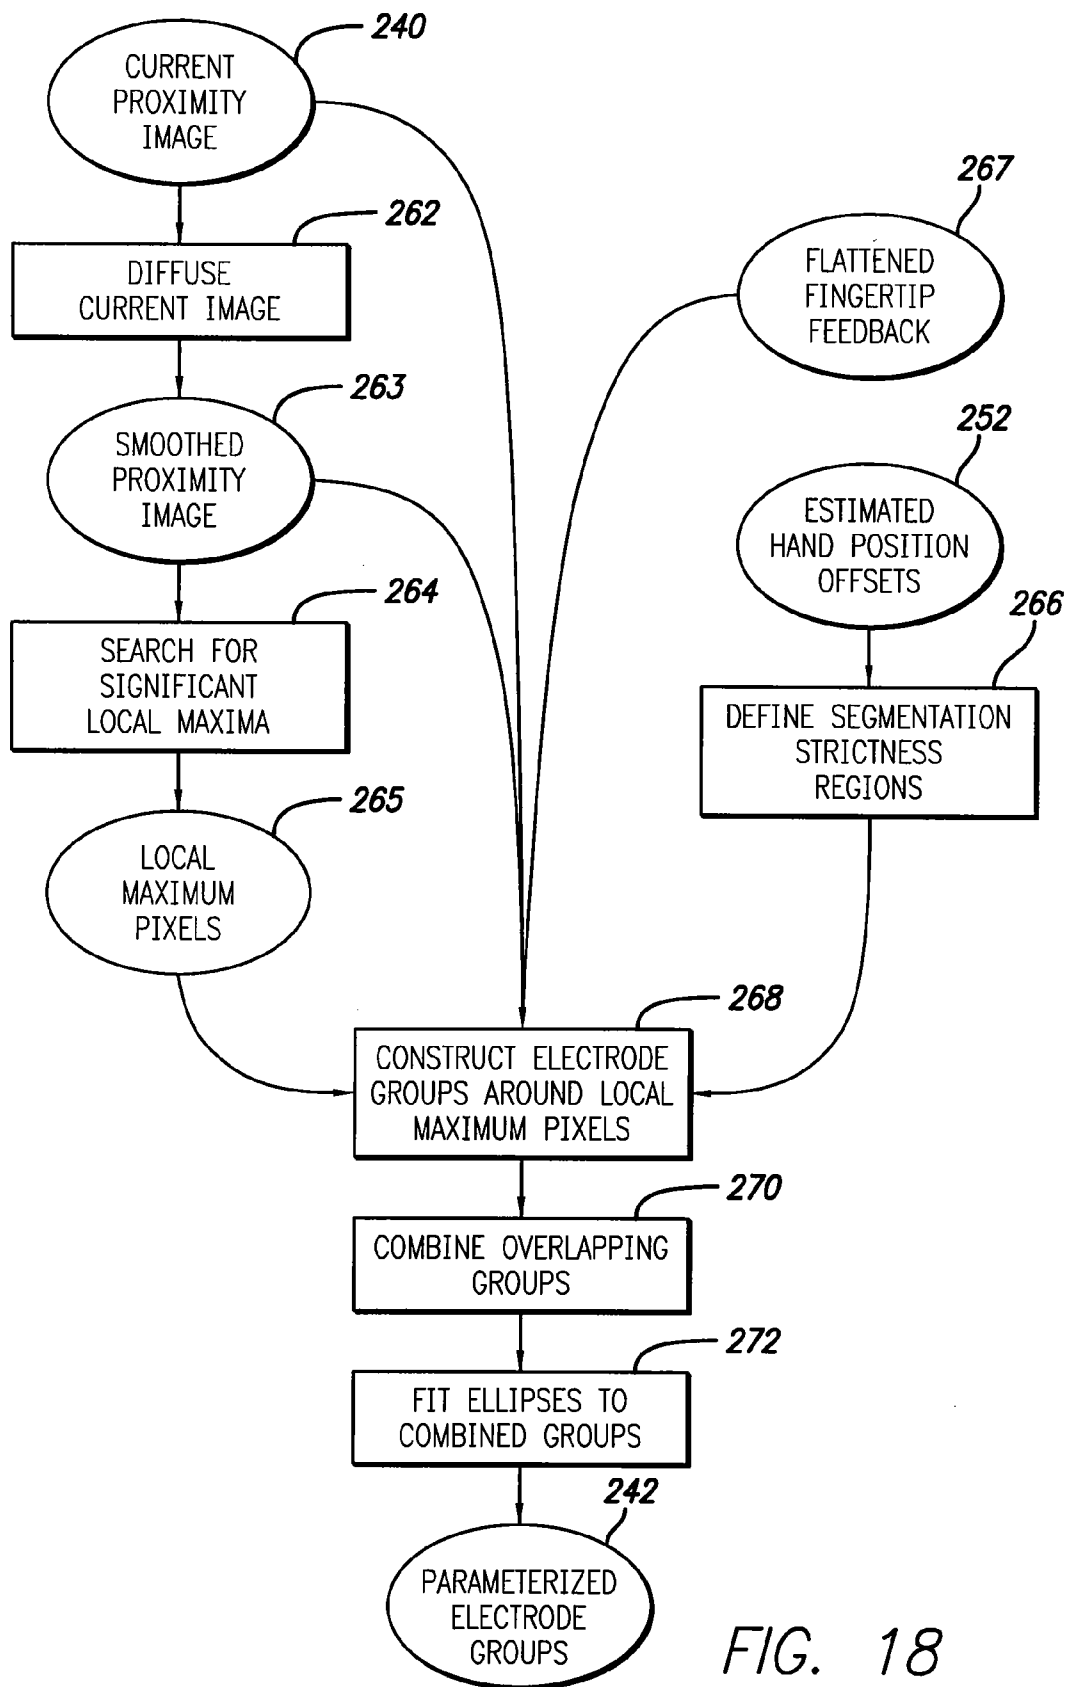 240
CURRENT
PROXIMITY
IMAGE
262
DIFFUSE
CURRENT IMAGE
263
SMOOTHED
PROXIMITY
IMAGE
264
SEARCH FOR
SIGNIFICANT
LOCAL MAXIMA
265
LOCAL
MAXIMUM
PIXELS
267
FLATTENED
FINGERTIP
FEEDBACK
252
ESTIMATED
HAND POSITION
OFFSETS
266
DEFINE SEGMENTATION
STRICTNESS
REGIONS
268
CONSTRUCT ELECTRODE
GROUPS AROUND LOCAL
MAXIMUM PIXELS
270
COMBINE OVERLAPPING
GROUPS
272
FIT ELLIPSES TO
COMBINED GROUPS
242
PARAMETERIZED
ELECTRODE
GROUPS
FIG. 18